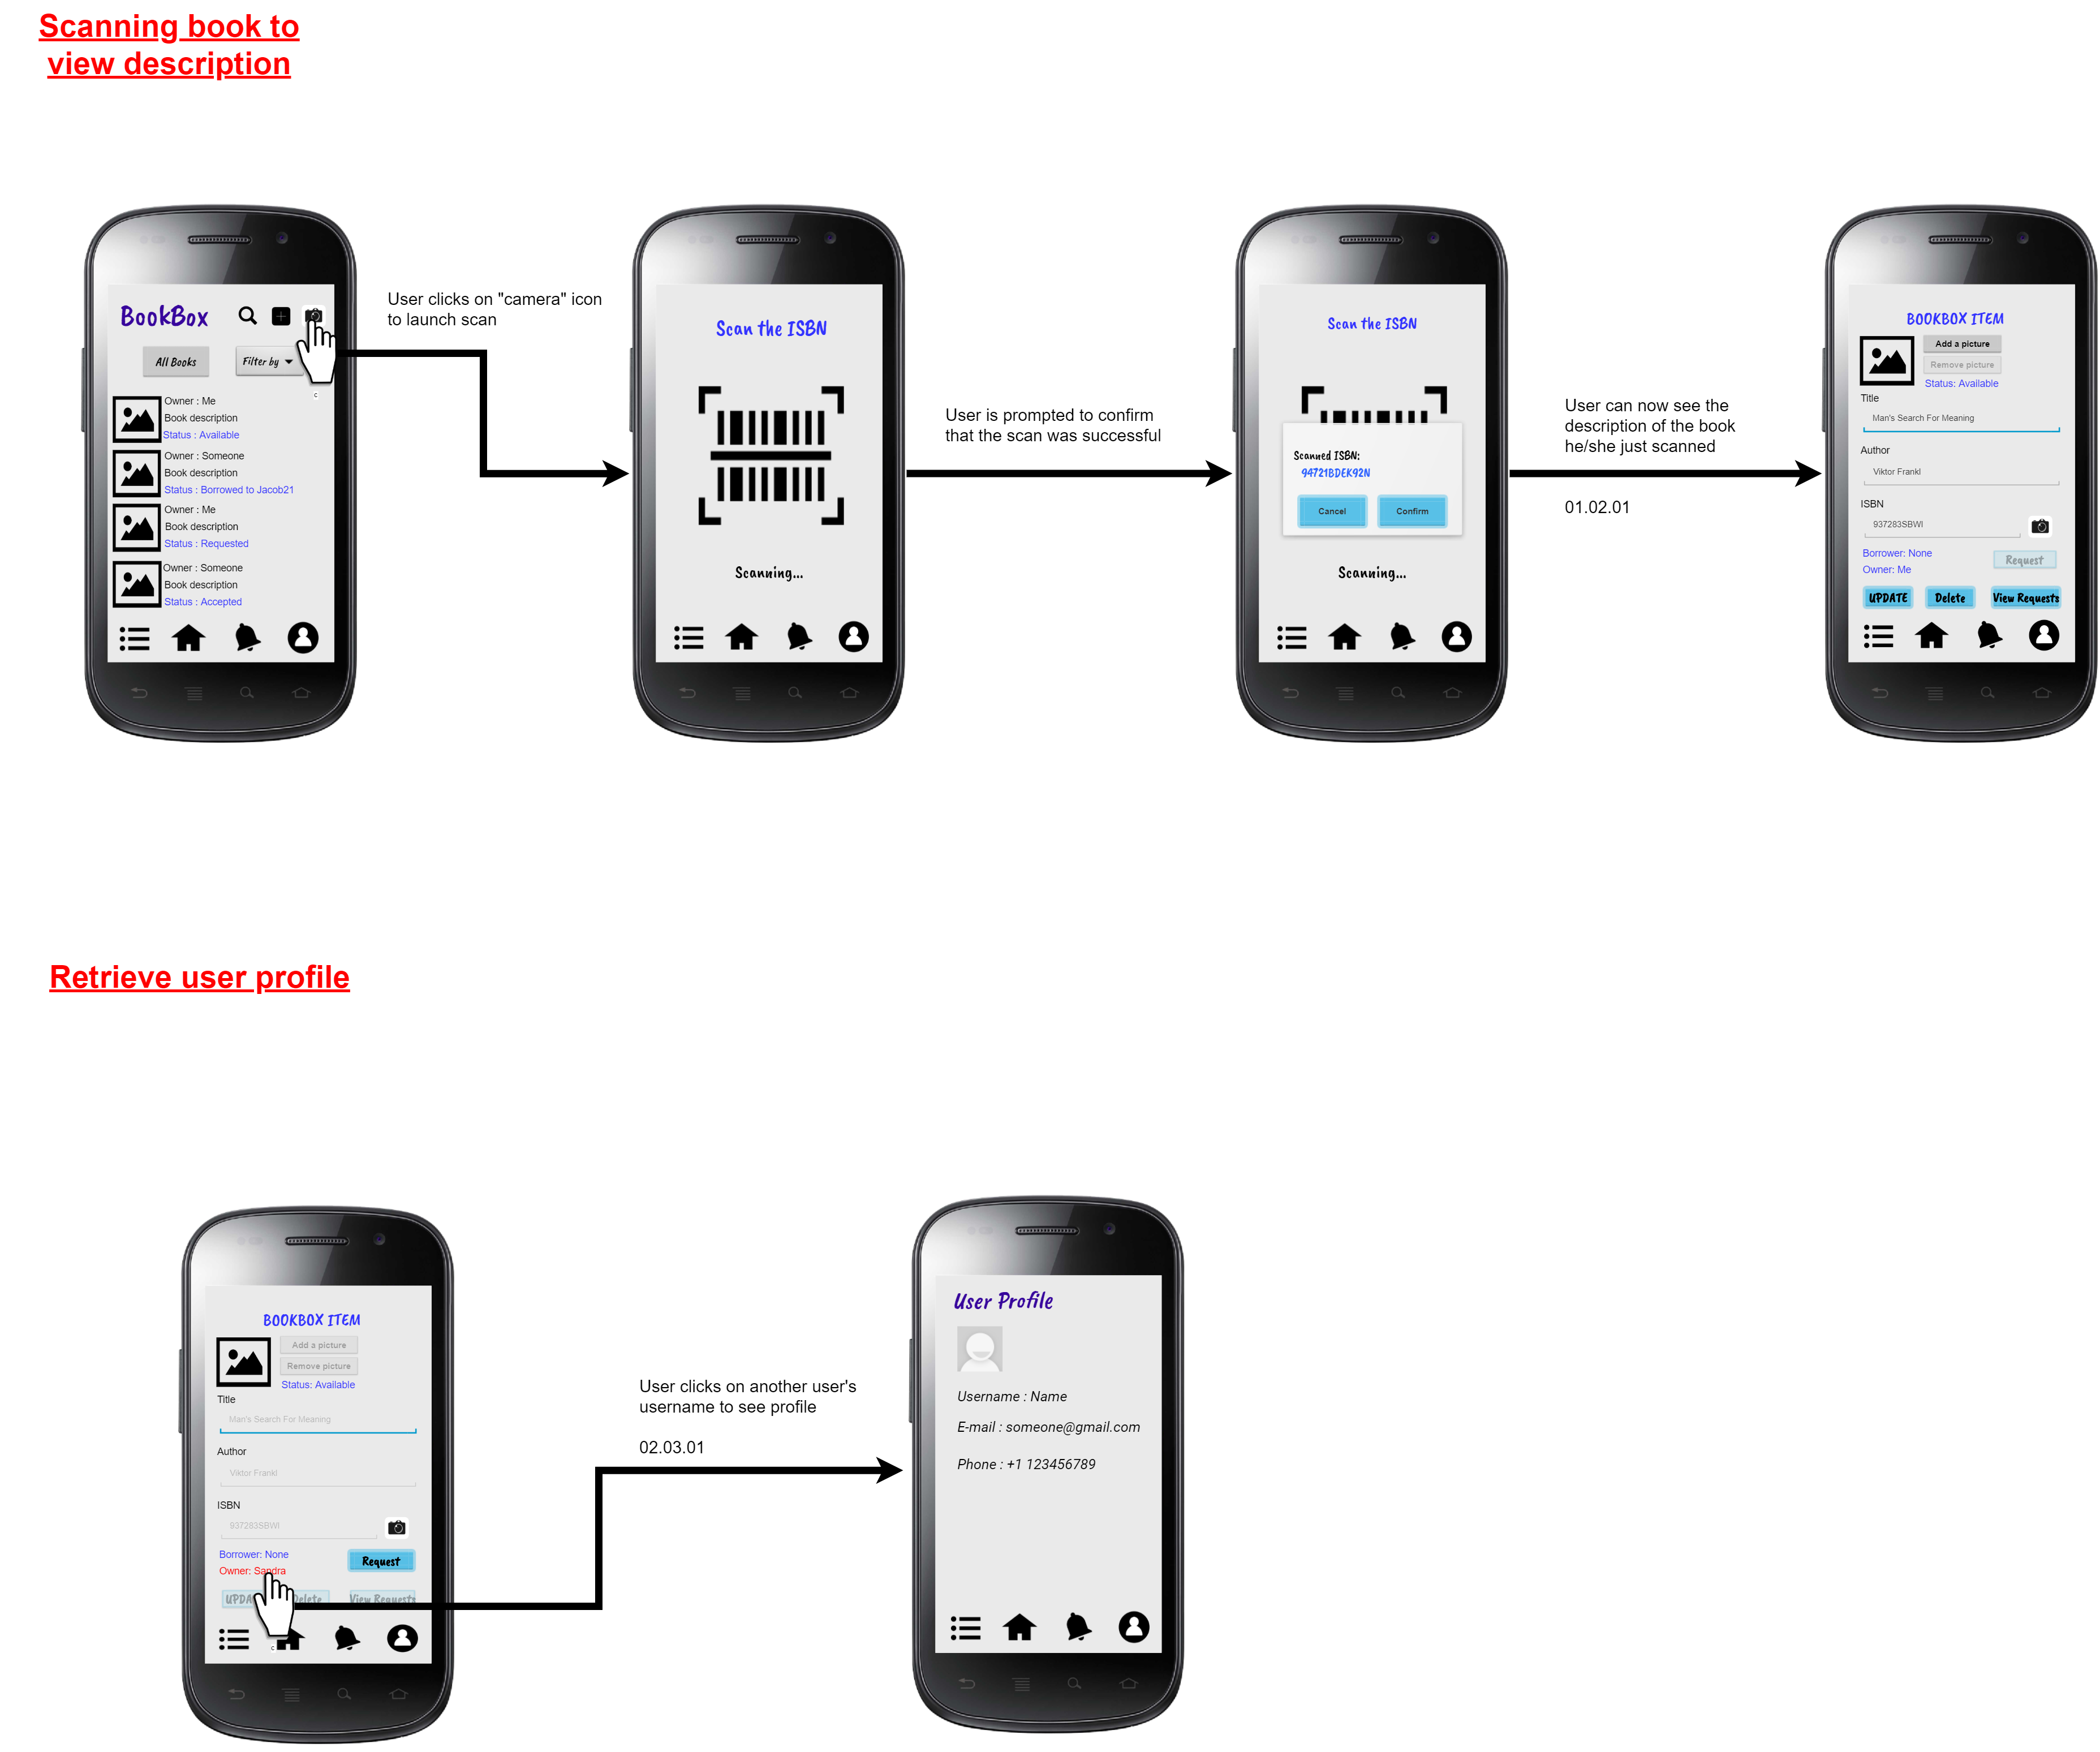 Scanning book to
view description
BookBox
All Books
Filter by
c
Owner : Me
Book description
Status : Available
Owner : Someone
Book description
Status : Borrowed to Jacob21
Owner : Me
Book description
Status : Requested
Owner : Someone
Book description
Status : Accepted
User clicks on "camera" icon
to launch scan
Scan the ISBN
Scanning...
User is prompted to confirm
that the scan was successful
Scan the ISBN
Scanned ISBN:
94721BDEK92N
Cancel
Confirm
Scanning...
User can now see the
description of the book
he/she just scanned
01.02.01
BOOKBOX ITEM
Add a picture
Remove picture
Status: Available
Title
Man's Search For Meaning
Author
Viktor Frankl
ISBN
937283SBWI
Borrower: None
Owner: Me
Request
UPDATE
Delete
View Requests
Retrieve user profile
BOOKBOX ITEM
Add a picture
Remove picture
Status: Available
Title
Man's Search For Meaning
Author
Viktor Frankl
ISBN
937283SBWI
Borrower: None
Owner: Sandra
Request
UPDA
Delete
View Requests
c
User clicks on another user's
username to see profile
02.03.01
User Profile
Username : Name
E-mail : someone@gmail.com
Phone : +1 123456789